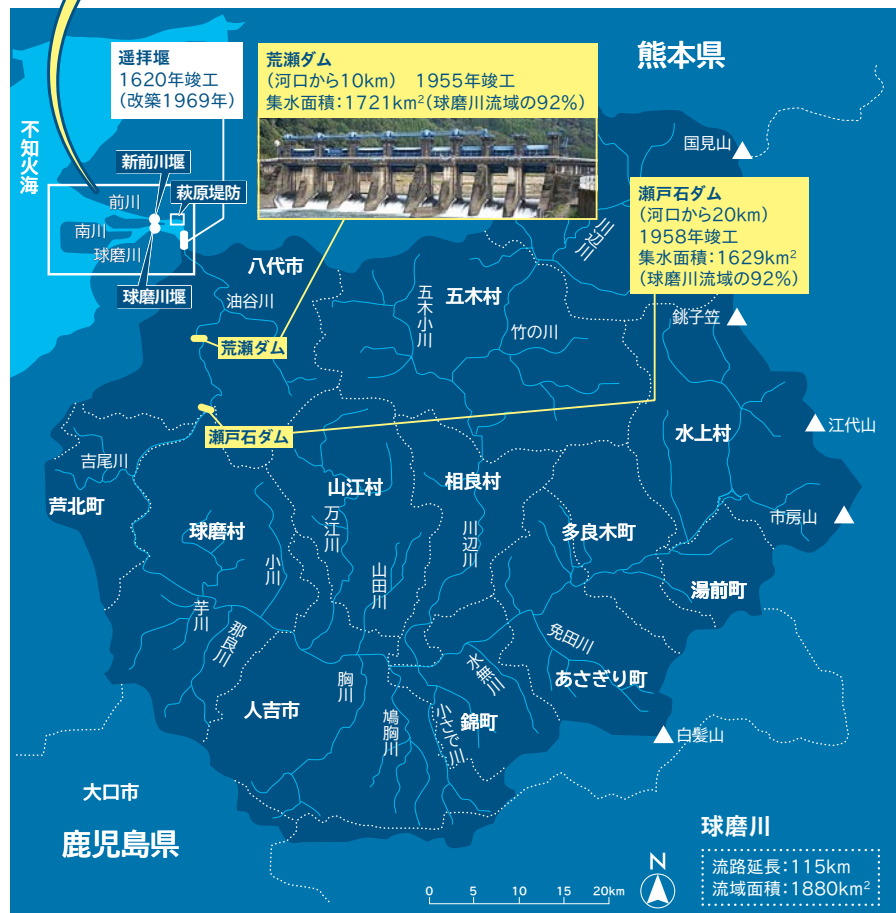 遥拝堰
1620年竣工
(改築1969年)
荒瀬ダム
(河口から10km) 1955年竣工
集水面積:1721km²(球磨川流域の92%)
熊本県
不知火海
新前川堰
萩原堤防
前川
南川
球磨川
球磨川堰
国見山
瀬戸石ダム
(河口から20km)
1958年竣工
集水面積:1629km²
(球磨川流域の92%)
川辺川
八代市
油谷川
五木小川
五木村
竹の川
銚子笠
荒瀬ダム
瀬戸石ダム
水上村
江代山
吉尾川
芦北町
山江村
相良村
万江川
球磨村
小川
川辺川
多良木町
市房山
山田川
湯前町
芋川
那良川
免田川
水無川
あさぎり町
胸川
人吉市
鳩胸川
小さで川
錦町
白髪山
大口市
鹿児島県
球磨川
流路延長:115km
流域面積:1880km²
N
0 5 10 15 20km